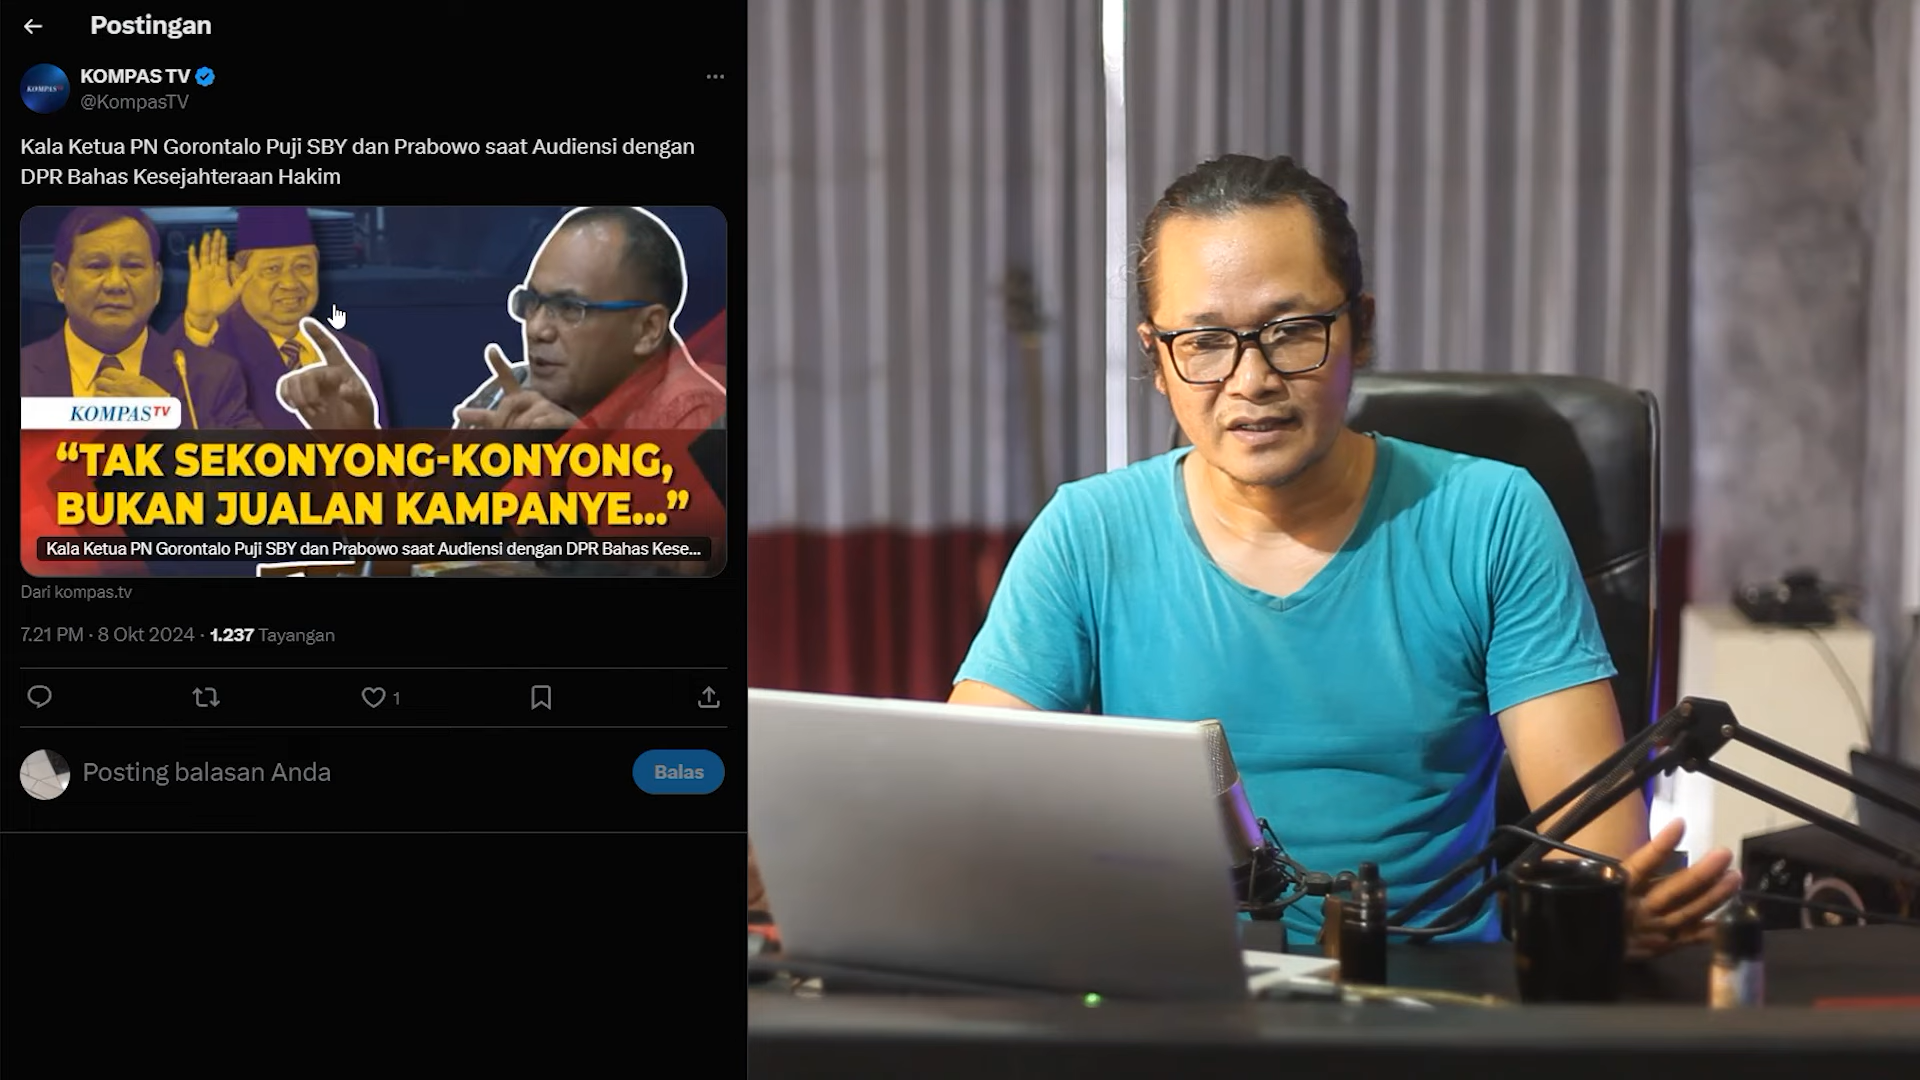 Postingan
KOMPAS TV
@KompasTV
KOMPASTV
Kala Ketua PN Gorontalo Puji SBY dan Prabowo saat Audiensi dengan
DPR Bahas Kesejahteraan Hakim
KOMPASTV
“TAK SEKONYONG-KONYONG,
BUKAN JUALAN KAMPANYE...”
Kala Ketua PN Gorontalo Puji SBY dan Prabowo saat Audiensi dengan DPR Bahas Kese...
Dari kompas.tv
7.21 PM · 8 Okt 2024 · 1.237 Tayangan
1
Posting balasan Anda
Balas